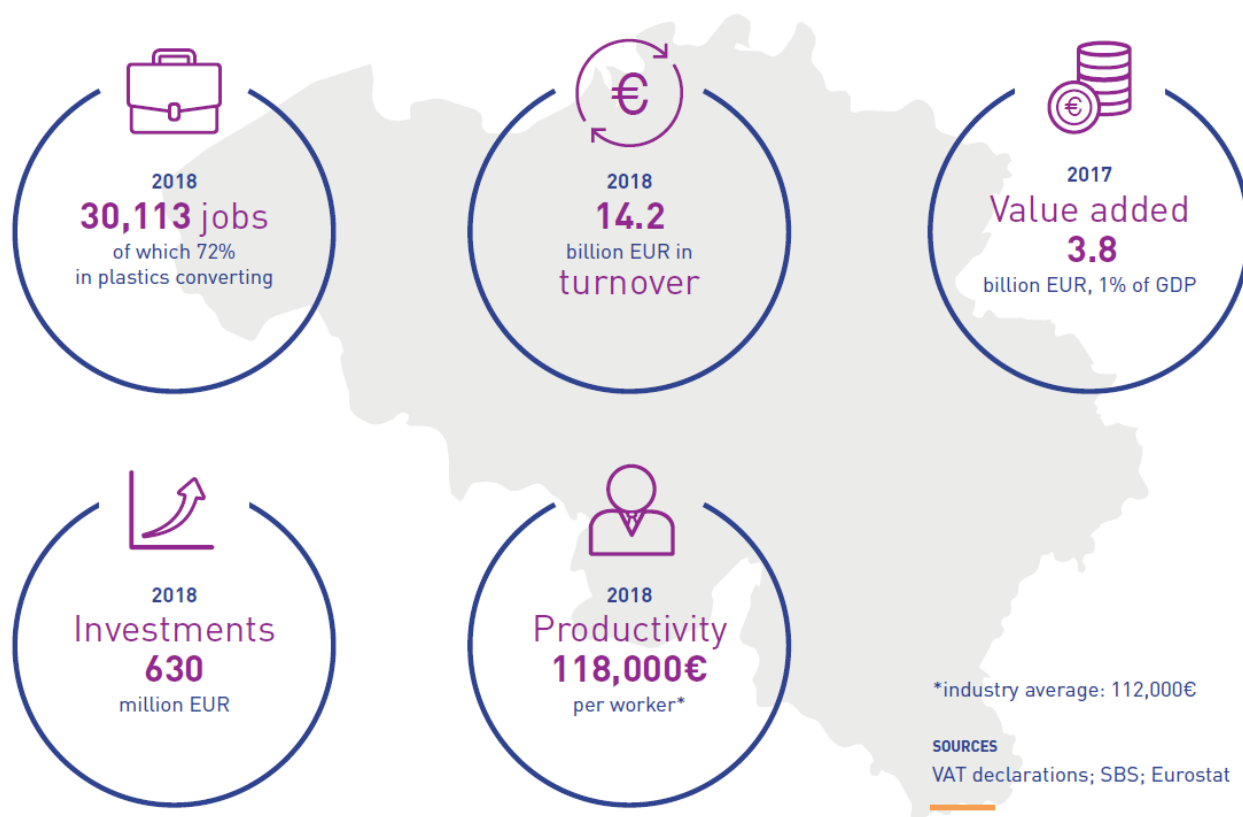 €
€
2018
30,113 jobs
of which 72%
in plastics converting
2018
14.2
billion EUR in
turnover
2017
Value added
3.8
billion EUR, 1% of GDP
2018
Investments
630
million EUR
2018
Productivity
118,000€
per worker*
*industry average: 112,000€
SOURCES
VAT declarations; SBS; Eurostat